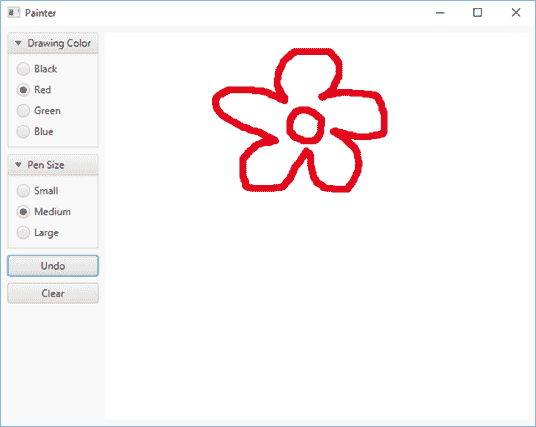 Painter
Drawing Color
Black
Red
Green
Blue
Pen Size
Small
Medium
Large
Undo
Clear